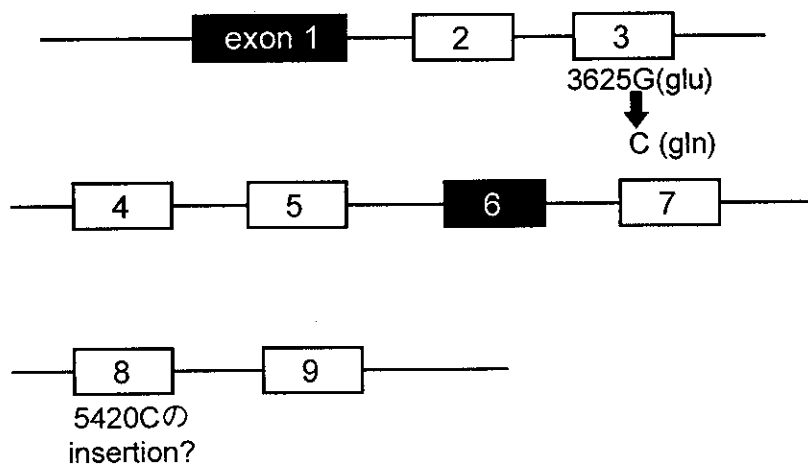 exon 1 2 3
3625G(glu)
C (gln)
4 5 6 7
8 9
5420Cの
insertion?